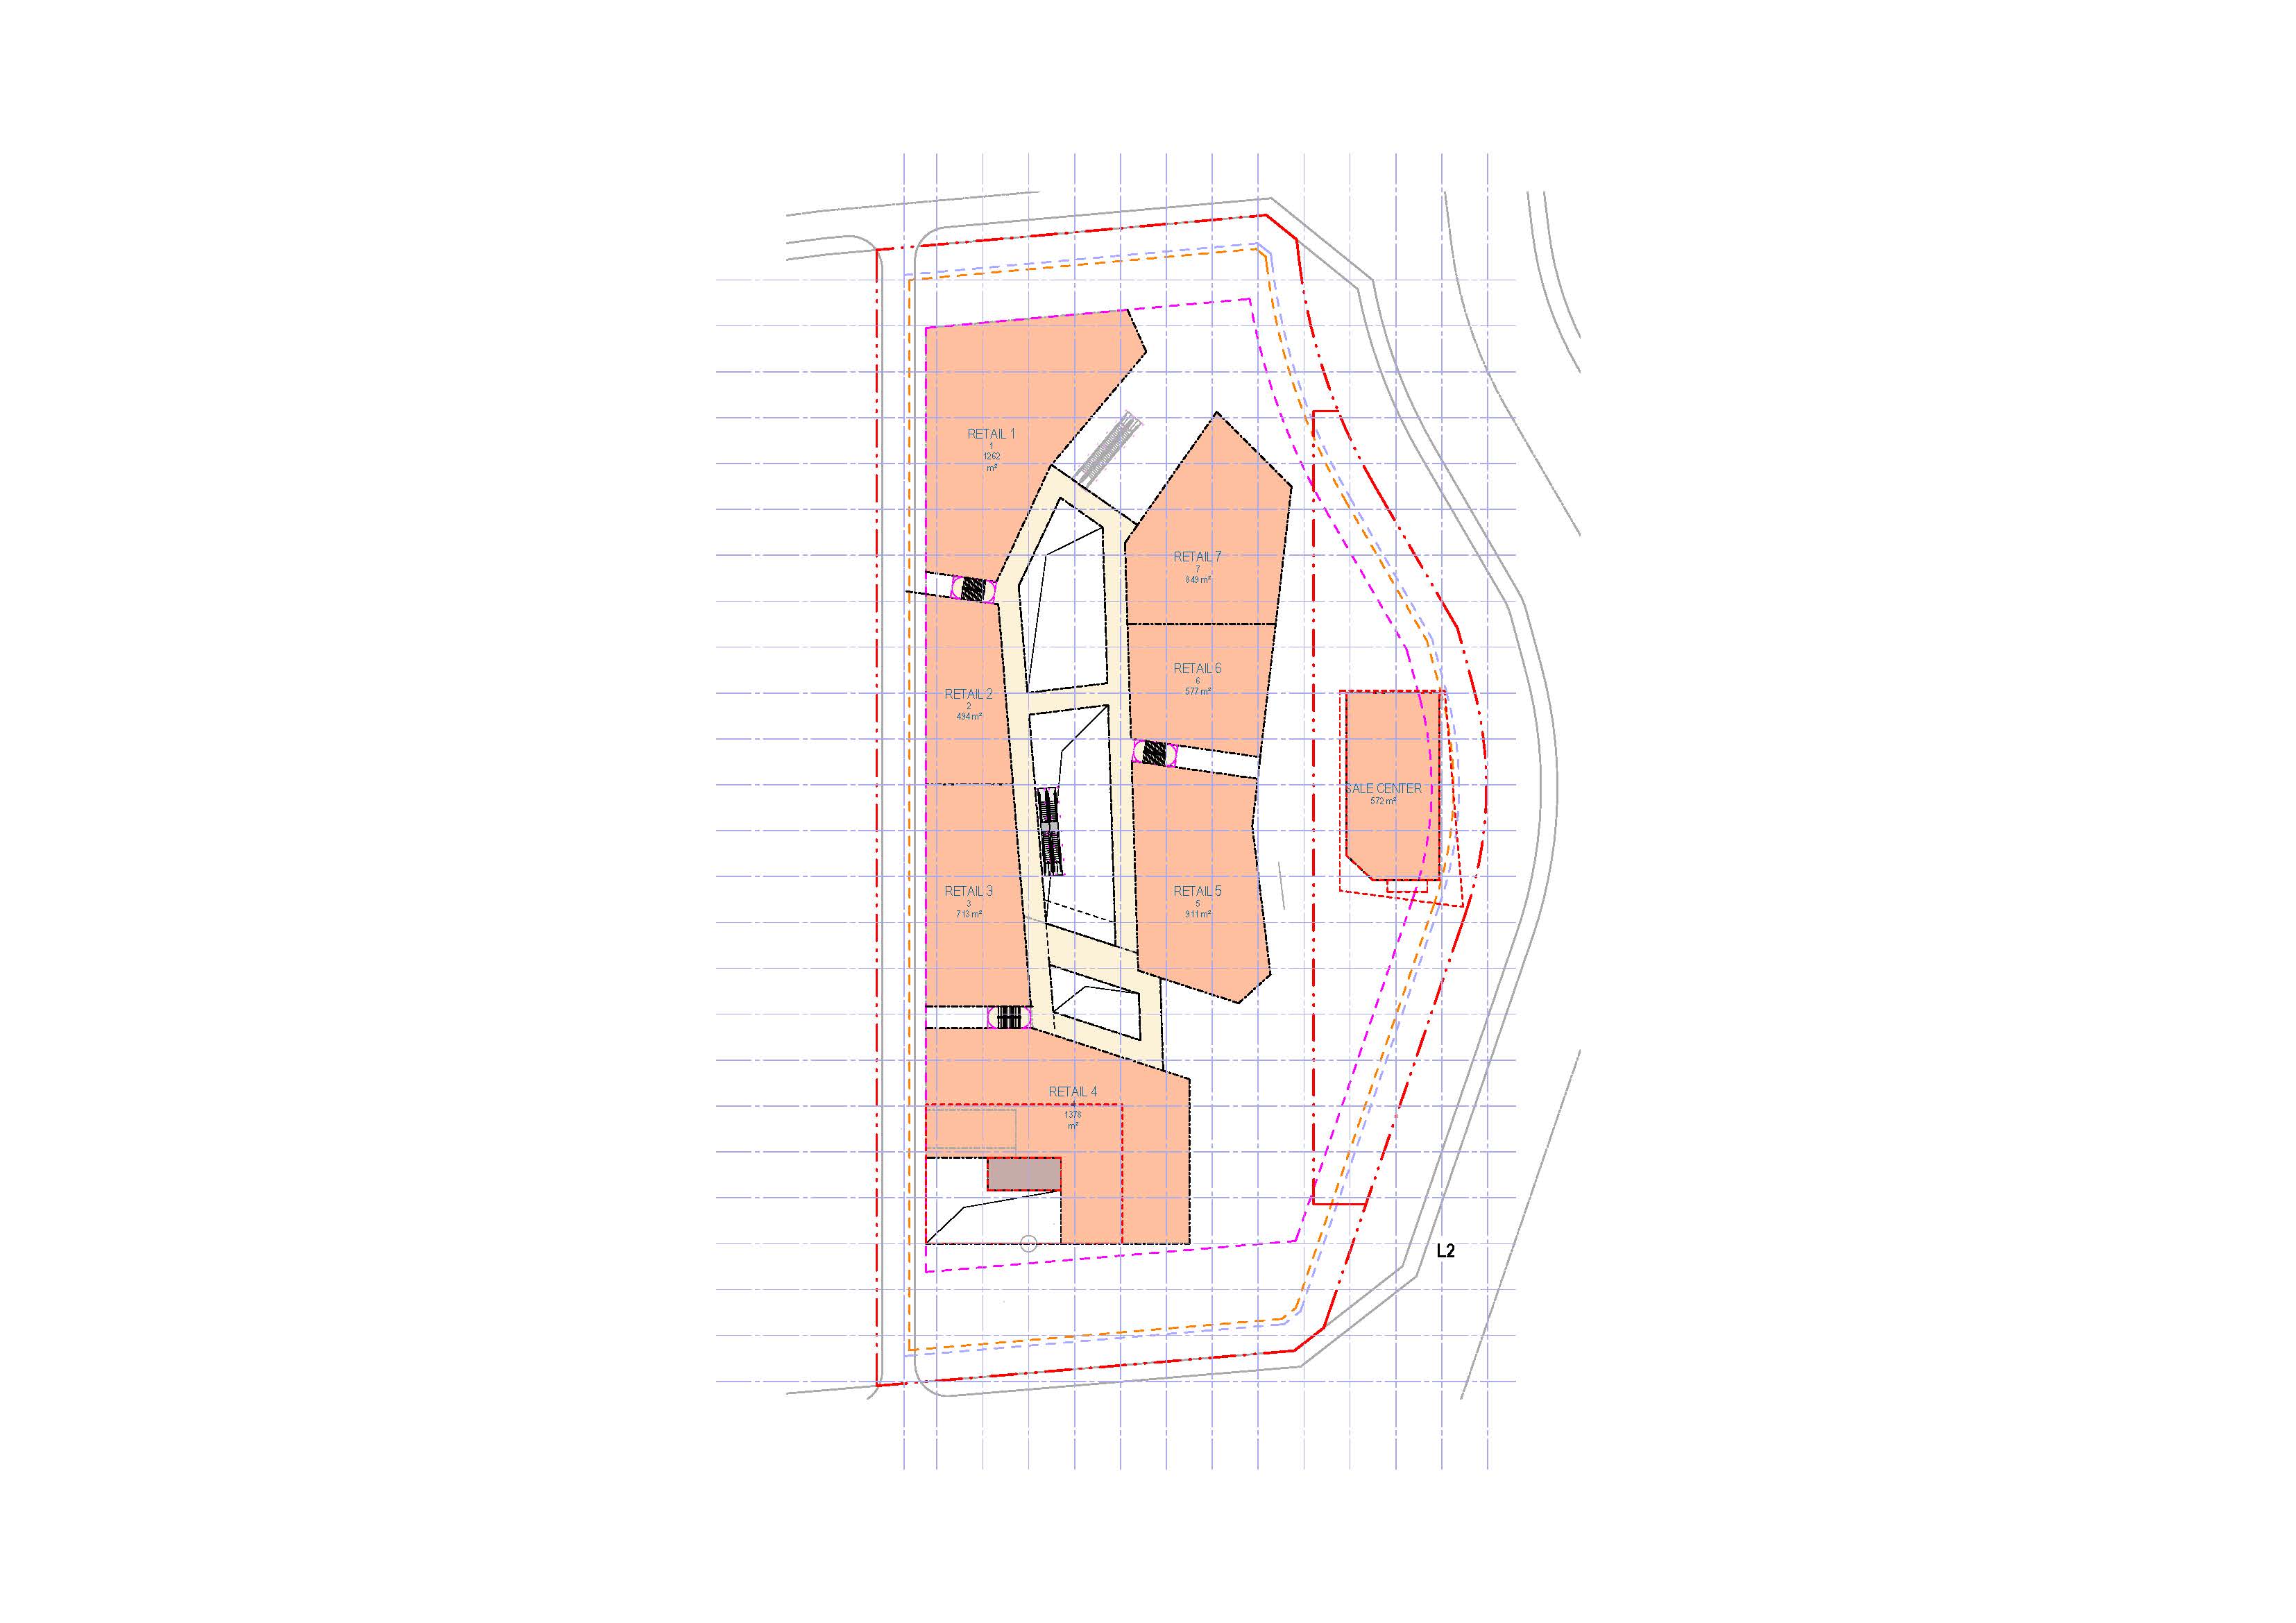 RETAIL 1
1
1262
m²
RETAIL 7
7
849 m²
RETAIL 6
6
577 m²
RETAIL 2
2
494 m²
SALE CENTER
572 m²
RETAIL 3
3
713 m²
RETAIL 5
5
911 m²
RETAIL 4
4
1378
m²
L2